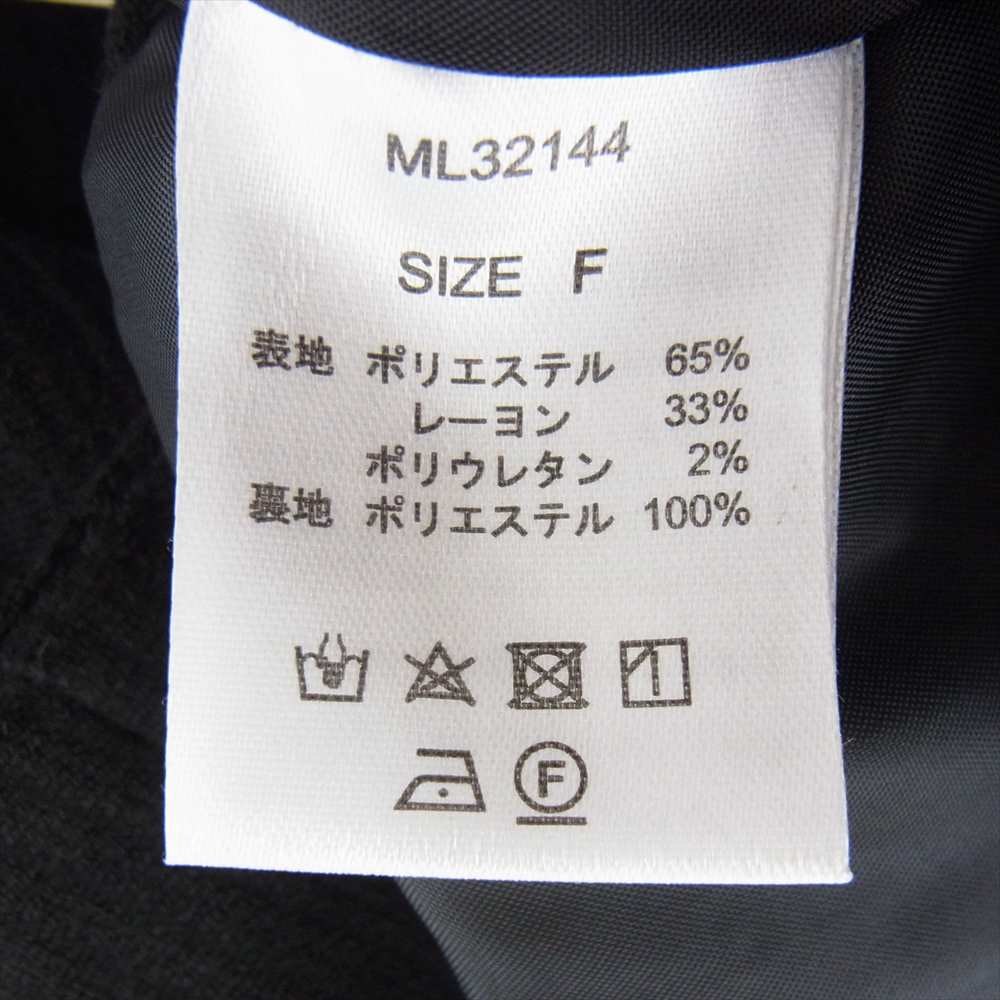 ML32144
SIZE F
表地 ポリエステル 65%
レーヨン 33%
ポリウレタン 2%
裏地 ポリエステル 100%
F